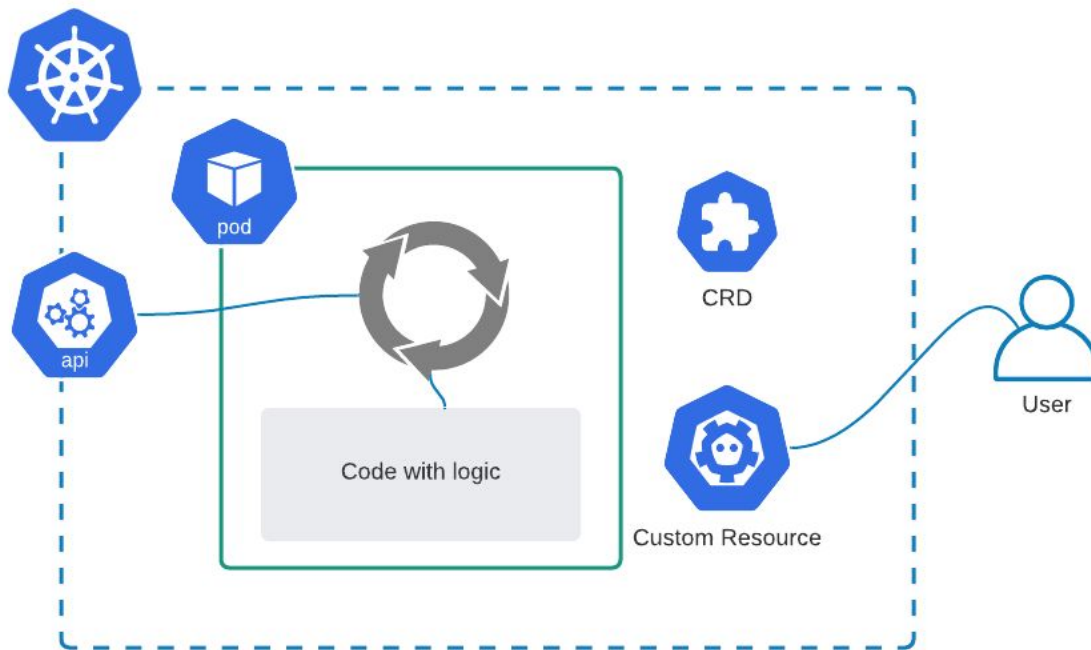 pod
api
CRD
User
Code with logic
Custom Resource